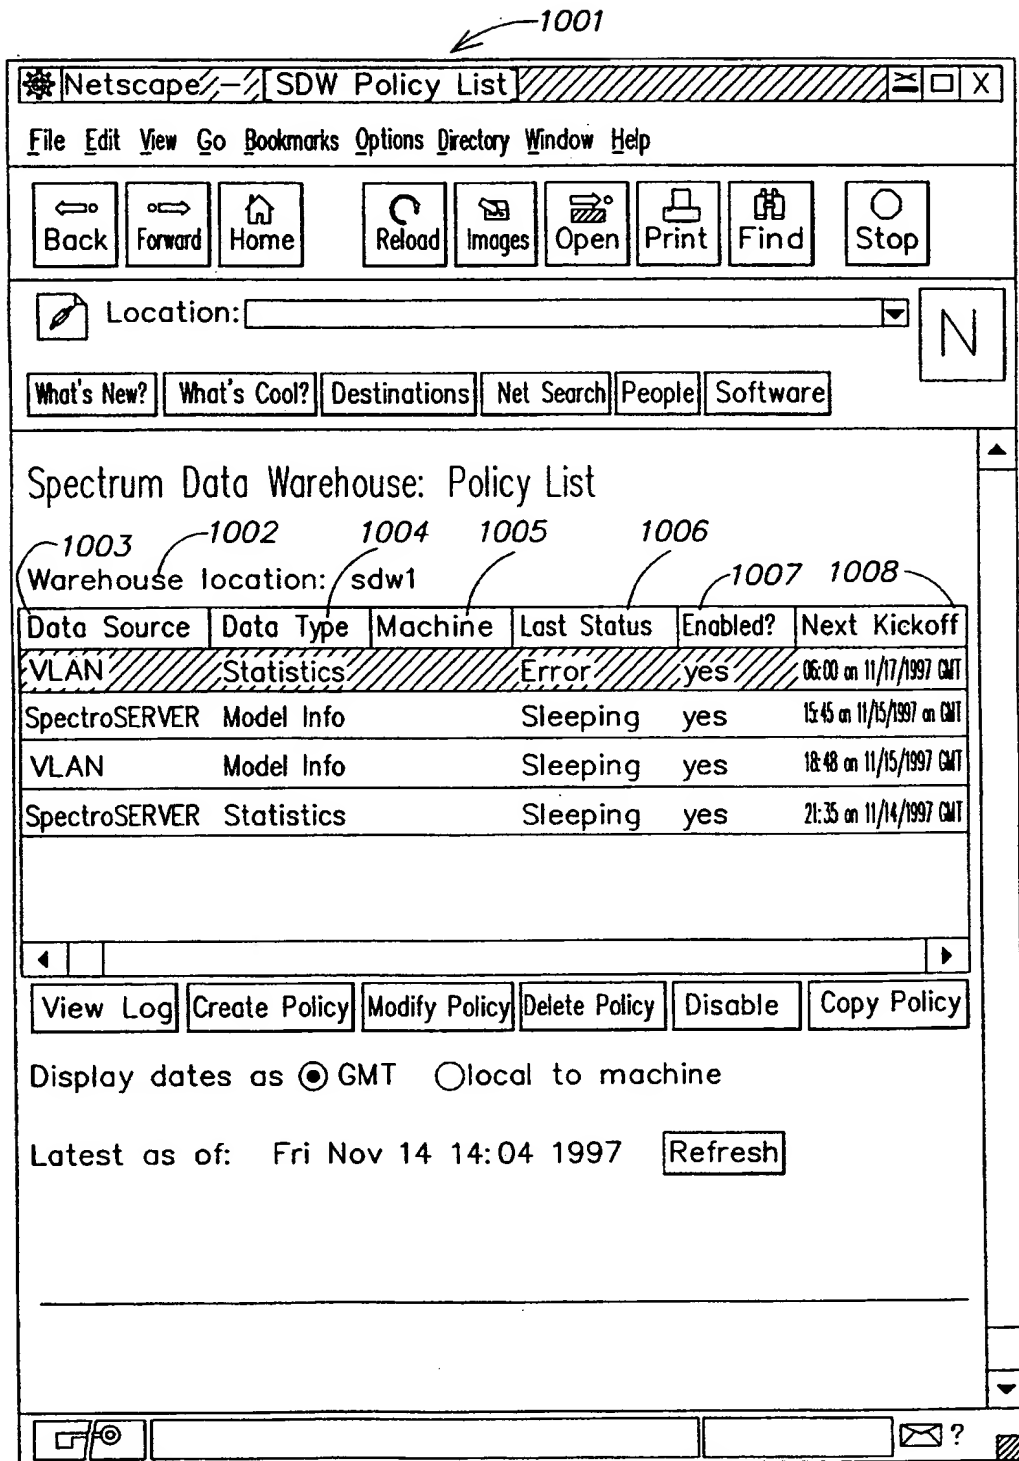 1001
Netscape - [SDW Policy List] X
File Edit View Go Bookmarks Options Directory Window Help
Back Forward Home Reload Images Open Print Find Stop
Location: N
What's New? What's Cool? Destinations Net Search People Software
Spectrum Data Warehouse: Policy List
1003 1002 1004 1005 1006
Warehouse location: sdw1 1007 1008
Data Source Data Type Machine Last Status Enabled? Next Kickoff
VLAN Statistics Error yes 06:00 on 11/17/1997 GMT
SpectroSERVER Model Info Sleeping yes 15:45 on 11/15/1997 on GMT
VLAN Model Info Sleeping yes 18:48 on 11/15/1997 GMT
SpectroSERVER Statistics Sleeping yes 21:35 on 11/14/1997 GMT
View Log Create Policy Modify Policy Delete Policy Disable Copy Policy
Display dates as GMT local to machine
Latest as of: Fri Nov 14 14:04 1997 Refresh
?